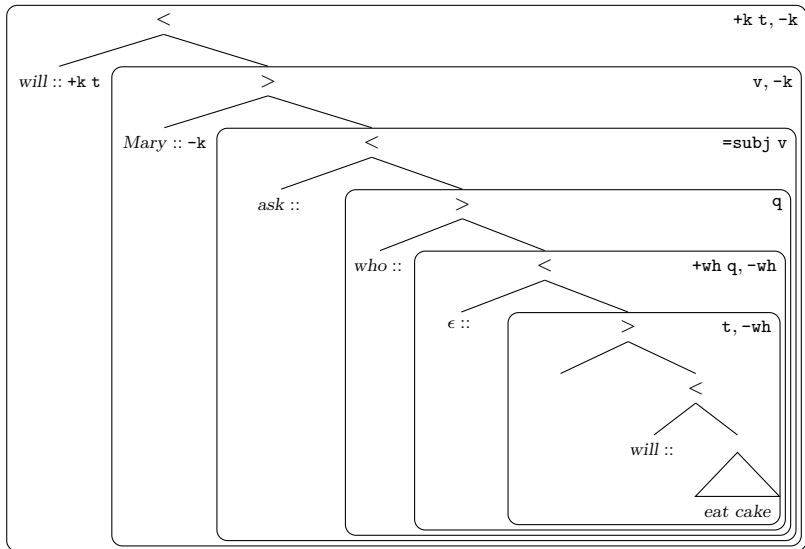 < +k t, -k
will :: +k t > v, -k
Mary :: -k < =subj v
ask :: > q
who :: < +wh q, -wh
ϵ :: > t, -wh
<
will ::
eat cake